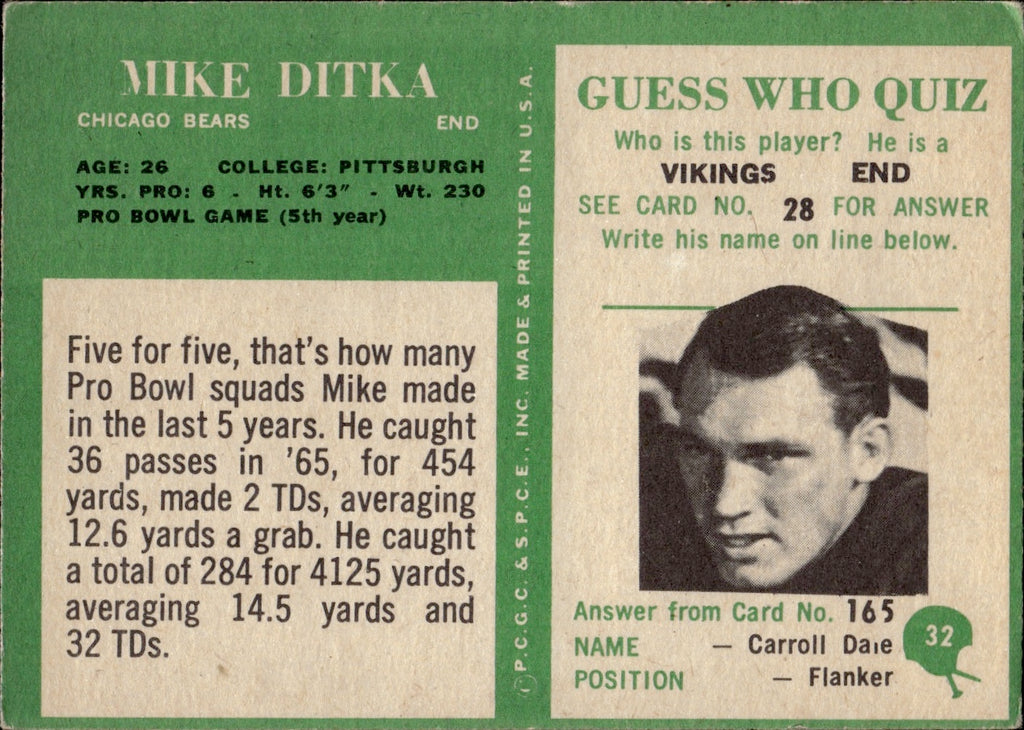 MIKE DITKA
CHICAGO BEARS END
AGE: 26 COLLEGE: PITTSBURGH
YRS. PRO: 6 - Ht. 6'3" - Wt. 230
PRO BOWL GAME (5th year)
Five for five, that's how many
Pro Bowl squads Mike made
in the last 5 years. He caught
36 passes in '65, for 454
yards, made 2 TDs, averaging
12.6 yards a grab. He caught
a total of 284 for 4125 yards,
averaging 14.5 yards and
32 TDs.
©P.C.G.C. & S.P.C.E., INC. MADE & PRINTED IN U.S.A.
GUESS WHO QUIZ
Who is this player? He is a
VIKINGS END
SEE CARD NO. 28 FOR ANSWER
Write his name on line below.
Answer from Card No. 165
NAME — Carroll Dale
POSITION — Flanker
32